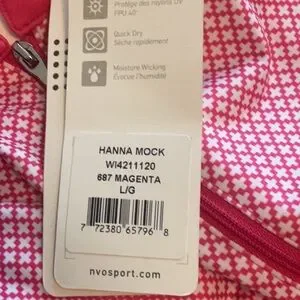 Protège des rayons UV
FPU 40
Quick Dry
Sèche rapidement
Moisture Wicking
Évacue l'humidité
HANNA MOCK
WI4211120
687 MAGENTA
L/G
7 72380 65796 8
nvosport.com